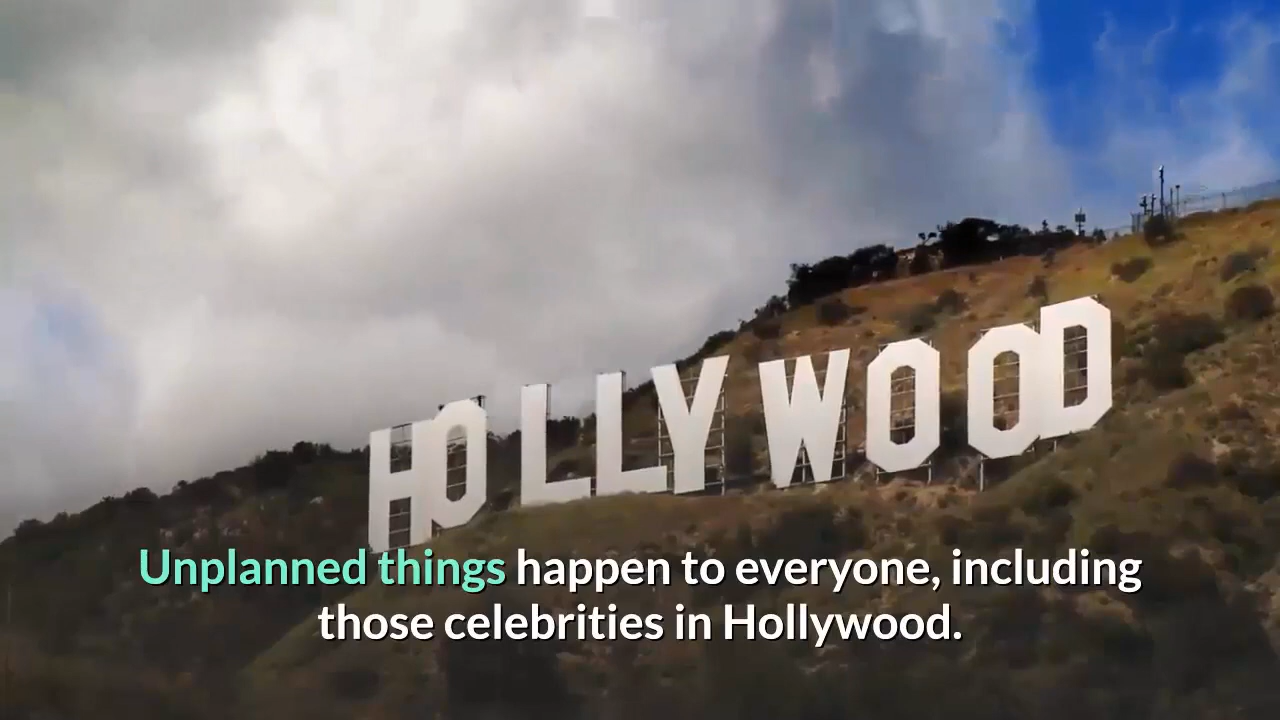 HOLLYWOOD
Unplanned things happen to everyone, including
those celebrities in Hollywood.